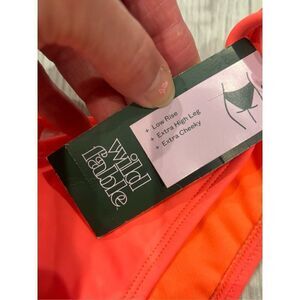 wild
fable
+ Low Rise
+ Extra High Leg
+ Extra Cheeky